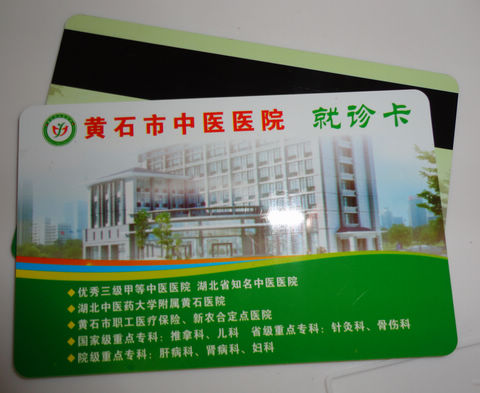 黄石市中医医院 就诊卡
◆优秀三级甲等中医医院 湖北省知名中医医院
◆湖北中医药大学附属黄石医院
◆黄石市职工医疗保险、新农合定点医院
◆国家级重点专科：推拿科、儿科 省级重点专科：针灸科、骨伤科
◆院级重点专科：肝病科、肾病科、妇科